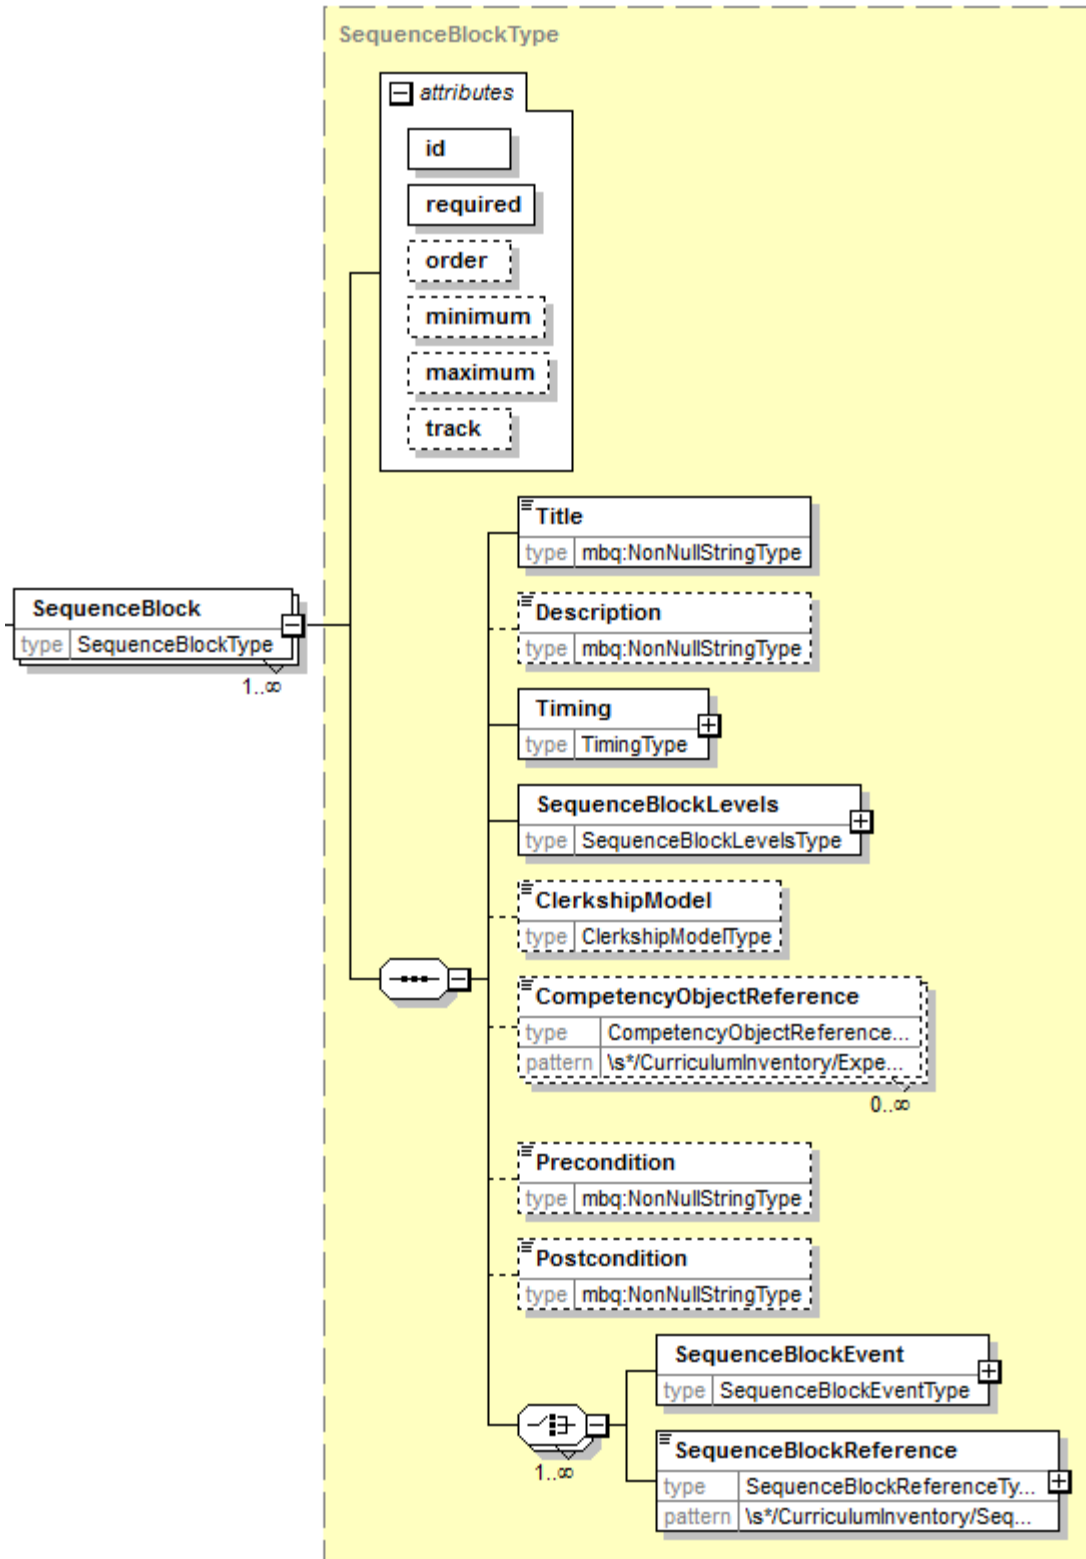 SequenceBlockType
attributes
id
required
order
minimum
maximum
track
Title
type mbq:NonNullStringType
Description
type mbq:NonNullStringType
Timing
type TimingType
SequenceBlock
type SequenceBlockType
1..∞
SequenceBlockLevels
type SequenceBlockLevelsType
ClerkshipModel
type ClerkshipModelType
CompetencyObjectReference
type CompetencyObjectReference...
pattern \s*/CurriculumInventory/Expe...
0..∞
Precondition
type mbq:NonNullStringType
Postcondition
type mbq:NonNullStringType
SequenceBlockEvent
type SequenceBlockEventType
1..∞
SequenceBlockReference
type SequenceBlockReferenceTy...
pattern \s*/CurriculumInventory/Seq...